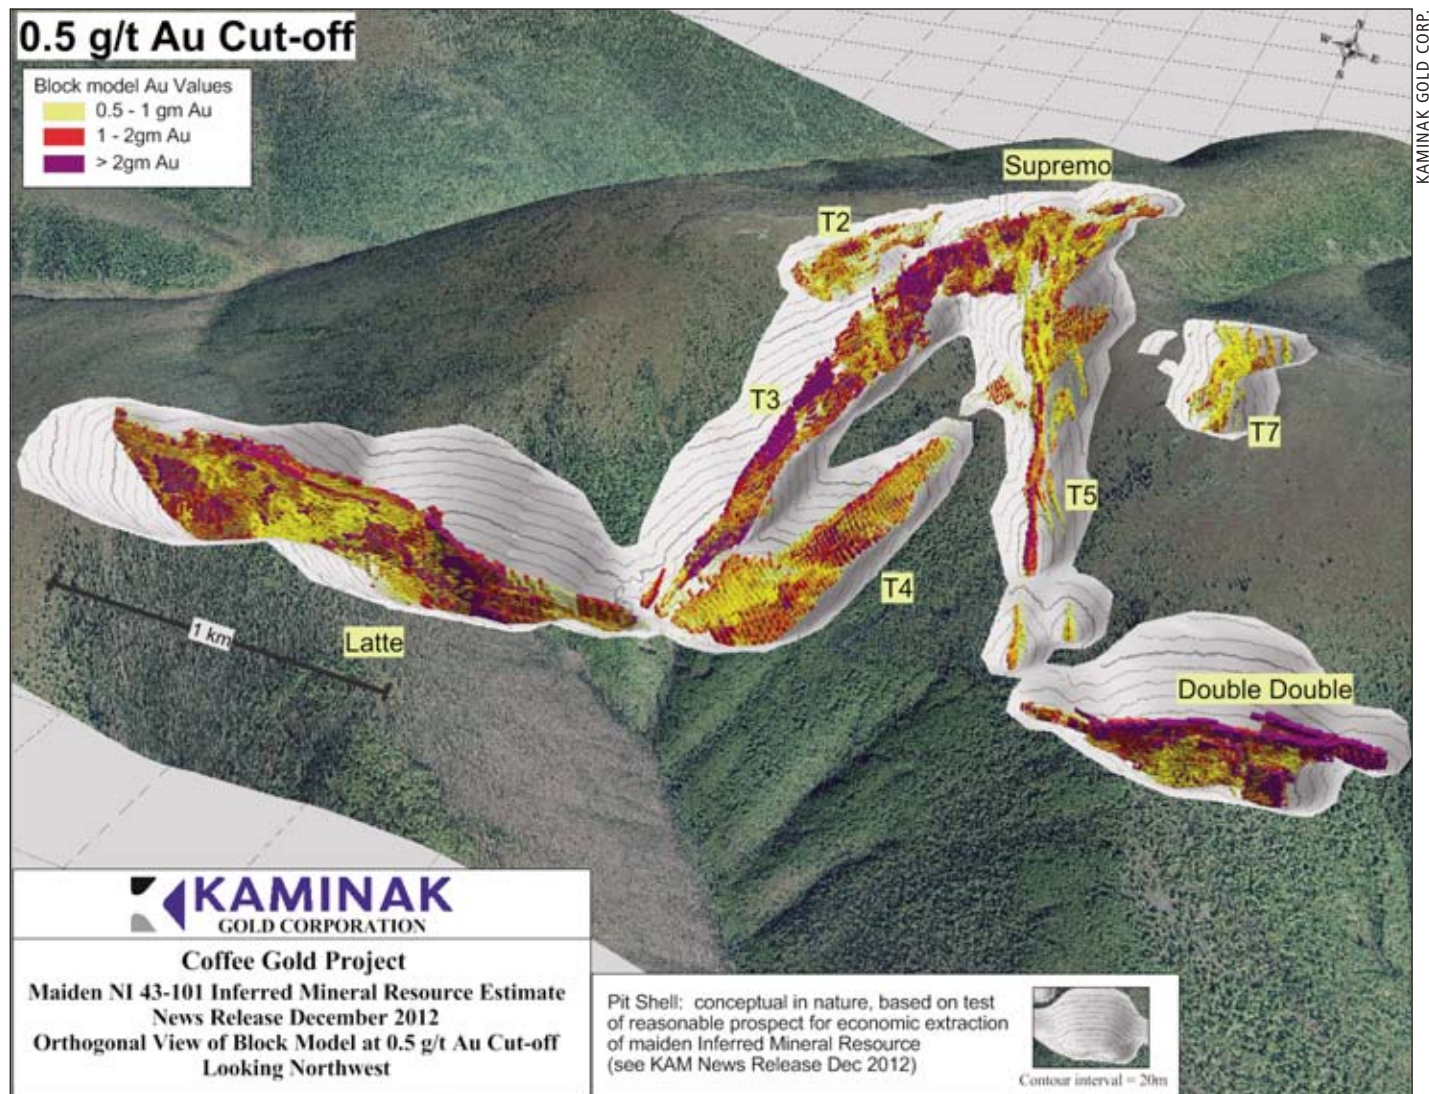 0.5 g/t Au Cut-off
Block model Au Values
0.5 - 1 gm Au
1 - 2gm Au
> 2gm Au
N
W
E
S
KAMINAK GOLD CORP.
Supremo
T2
T3
T7
T5
T4
1 km
Latte
Double Double
KAMINAK
GOLD CORPORATION
Coffee Gold Project
Maiden NI 43-101 Inferred Mineral Resource Estimate
News Release December 2012
Orthogonal View of Block Model at 0.5 g/t Au Cut-off
Looking Northwest
Pit Shell: conceptual in nature, based on test
of reasonable prospect for economic extraction
of maiden Inferred Mineral Resource
(see KAM News Release Dec 2012)
Contour interval = 20m